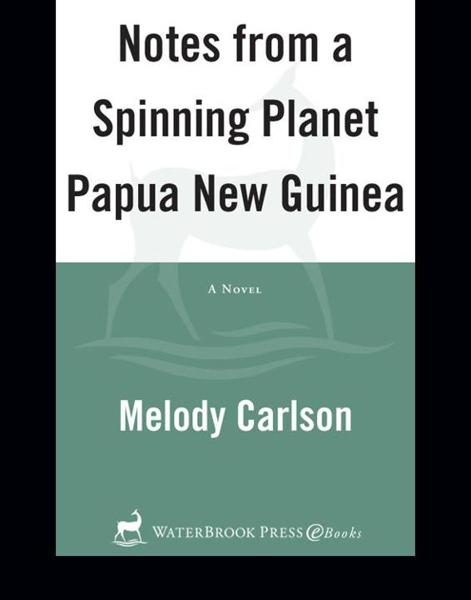 Notes from a
Spinning Planet
Papua New Guinea
A Novel
Melody Carlson
WaterBrook Press eBooks